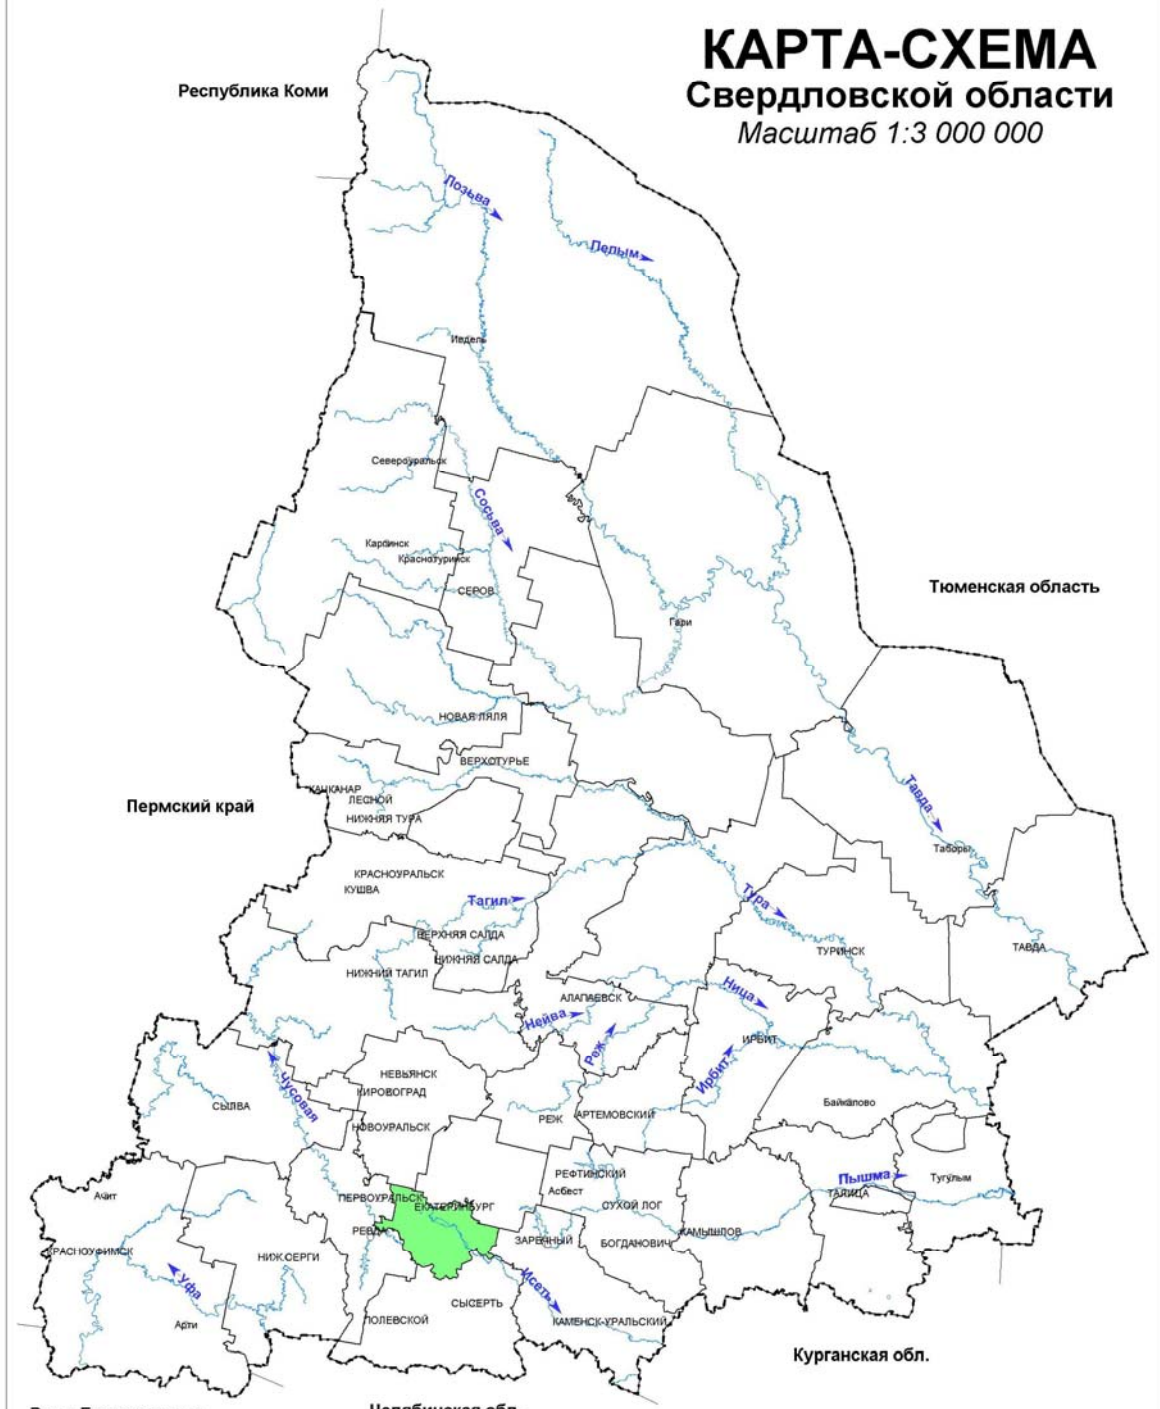 КАРТА-СХЕМА
Свердловской области
Масштаб 1:3 000 000
Республика Коми
Лозьва
Пелым
Ивдель
Североуральск
Сосьва
Карпинск
Краснотурьинск
СЕРОВ
Тюменская область
Гари
НОВАЯ ЛЯЛЯ
ВЕРХОТУРЬЕ
КАЧКАНАР
ЛЕСНОЙ
Пермский край
НИЖНЯЯ ТУРА
Тавда
Таборы
КРАСНОУРАЛЬСК
КУШВА
Тагил
Тура
ВЕРХНЯЯ САЛДА
ТАВДА
ТУРИНСК
НИЖНЯЯ САЛДА
НИЖНИЙ ТАГИЛ
Ница
АЛАПАЕВСК
Нейва
Реж
ИРБИТ
Ирбит
НЕВЬЯНСК
КИРОВОГРАД
Чусовая
СЫЛВА
Байкалово
РЕЖ
АРТЕМОВСКИЙ
НОВОУРАЛЬСК
РЕФТИНСКИЙ
Пышма
Тугулым
Асбест
ТАЛИЦА
Ачит
ПЕРВОУРАЛЬСК
ЕКАТЕРИНБУРГ
СУХОЙ ЛОГ
РЕВДА
КАМЫШЛОВ
ЗАРЕЧНЫЙ
БОГДАНОВИЧ
КРАСНОУФИМСК
НИЖ.СЕРГИ
Уфа
Исеть
СЫСЕРТЬ
Арти
ПОЛЕВСКОЙ
КАМЕНСК-УРАЛЬСКИЙ
Курганская обл.
Челябинская обл.